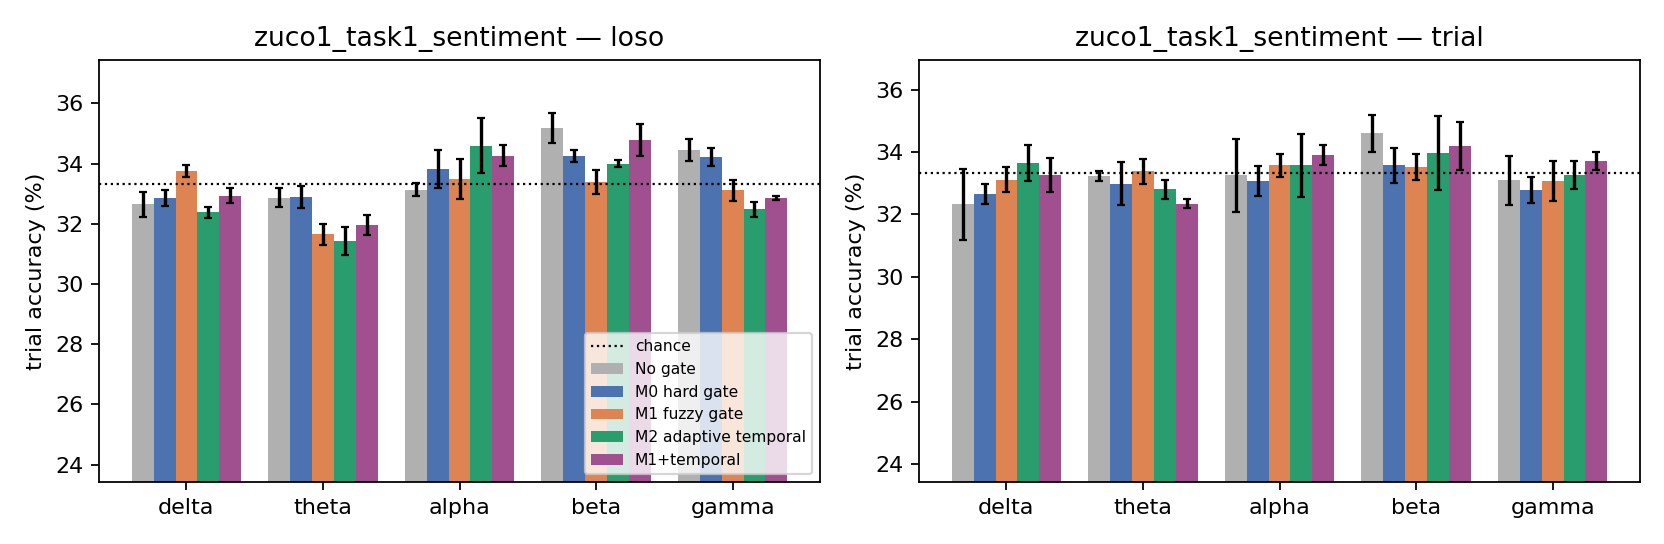 zuco1_task1_sentiment — loso
trial accuracy (%)
36
34
32
30
28
26
24
delta
theta
alpha
beta
gamma
chance
No gate
M0 hard gate
M1 fuzzy gate
M2 adaptive temporal
M1+temporal
zuco1_task1_sentiment — trial
trial accuracy (%)
36
34
32
30
28
26
24
delta
theta
alpha
beta
gamma